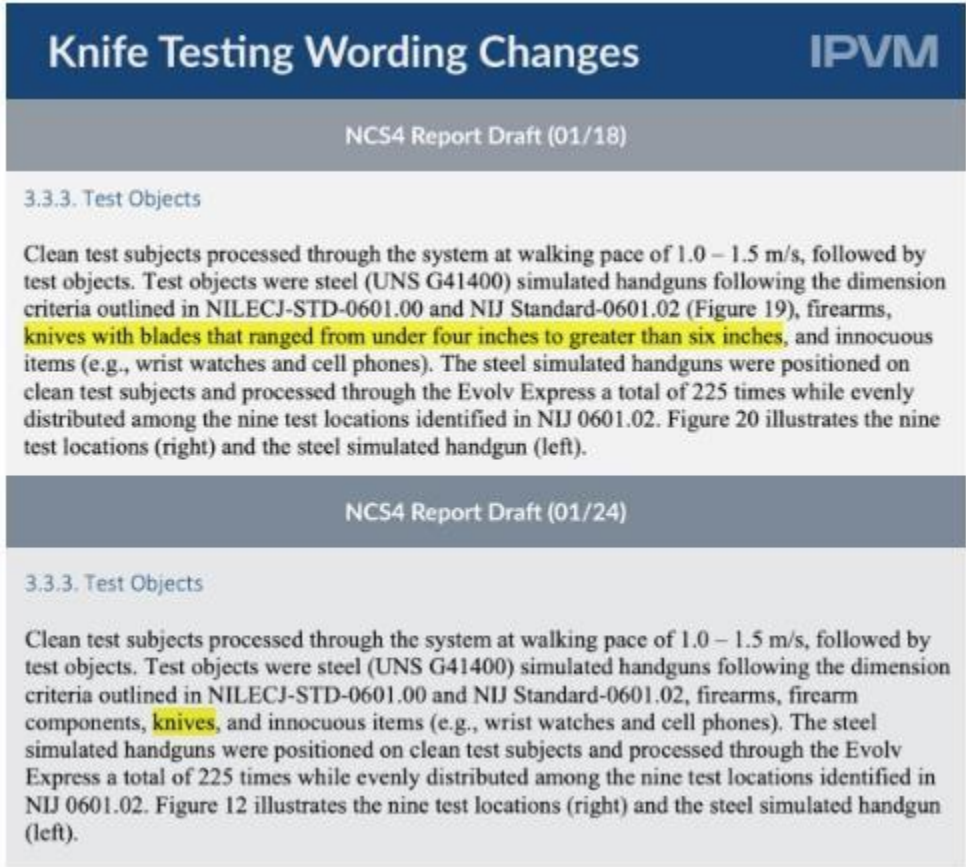 Knife Testing Wording Changes IPVM
NCS4 Report Draft (01/18)
3.3.3. Test Objects
Clean test subjects processed through the system at walking pace of 1.0 – 1.5 m/s, followed by
test objects. Test objects were steel (UNS G41400) simulated handguns following the dimension
criteria outlined in NILECJ-STD-0601.00 and NIJ Standard-0601.02 (Figure 19), firearms,
knives with blades that ranged from under four inches to greater than six inches, and innocuous
items (e.g., wrist watches and cell phones). The steel simulated handguns were positioned on
clean test subjects and processed through the Evolv Express a total of 225 times while evenly
distributed among the nine test locations identified in NIJ 0601.02. Figure 20 illustrates the nine
test locations (right) and the steel simulated handgun (left).
NCS4 Report Draft (01/24)
3.3.3. Test Objects
Clean test subjects processed through the system at walking pace of 1.0 – 1.5 m/s, followed by
test objects. Test objects were steel (UNS G41400) simulated handguns following the dimension
criteria outlined in NILECJ-STD-0601.00 and NIJ Standard-0601.02, firearms, firearm
components, knives, and innocuous items (e.g., wrist watches and cell phones). The steel
simulated handguns were positioned on clean test subjects and processed through the Evolv
Express a total of 225 times while evenly distributed among the nine test locations identified in
NIJ 0601.02. Figure 12 illustrates the nine test locations (right) and the steel simulated handgun
(left).